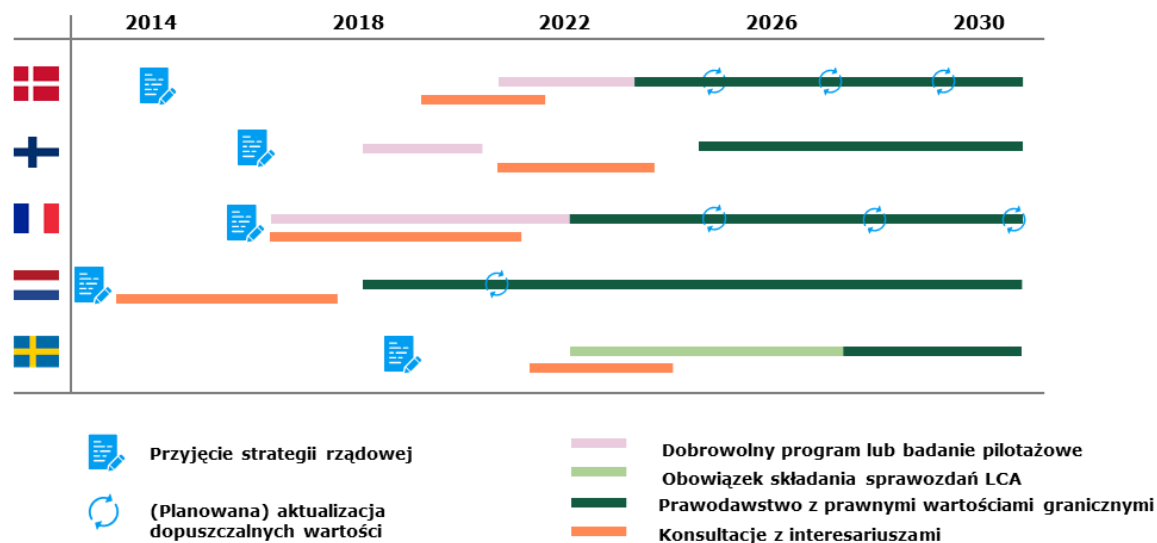 2014 2018 2022 2026 2030
Przyjęcie strategii rządowej
(Planowana) aktualizacja
dopuszczalnych wartości
Dobrowolny program lub badanie pilotażowe
Obowiązek składania sprawozdań LCA
Prawodawstwo z prawnymi wartościami granicznymi
Konsultacje z interesariuszami